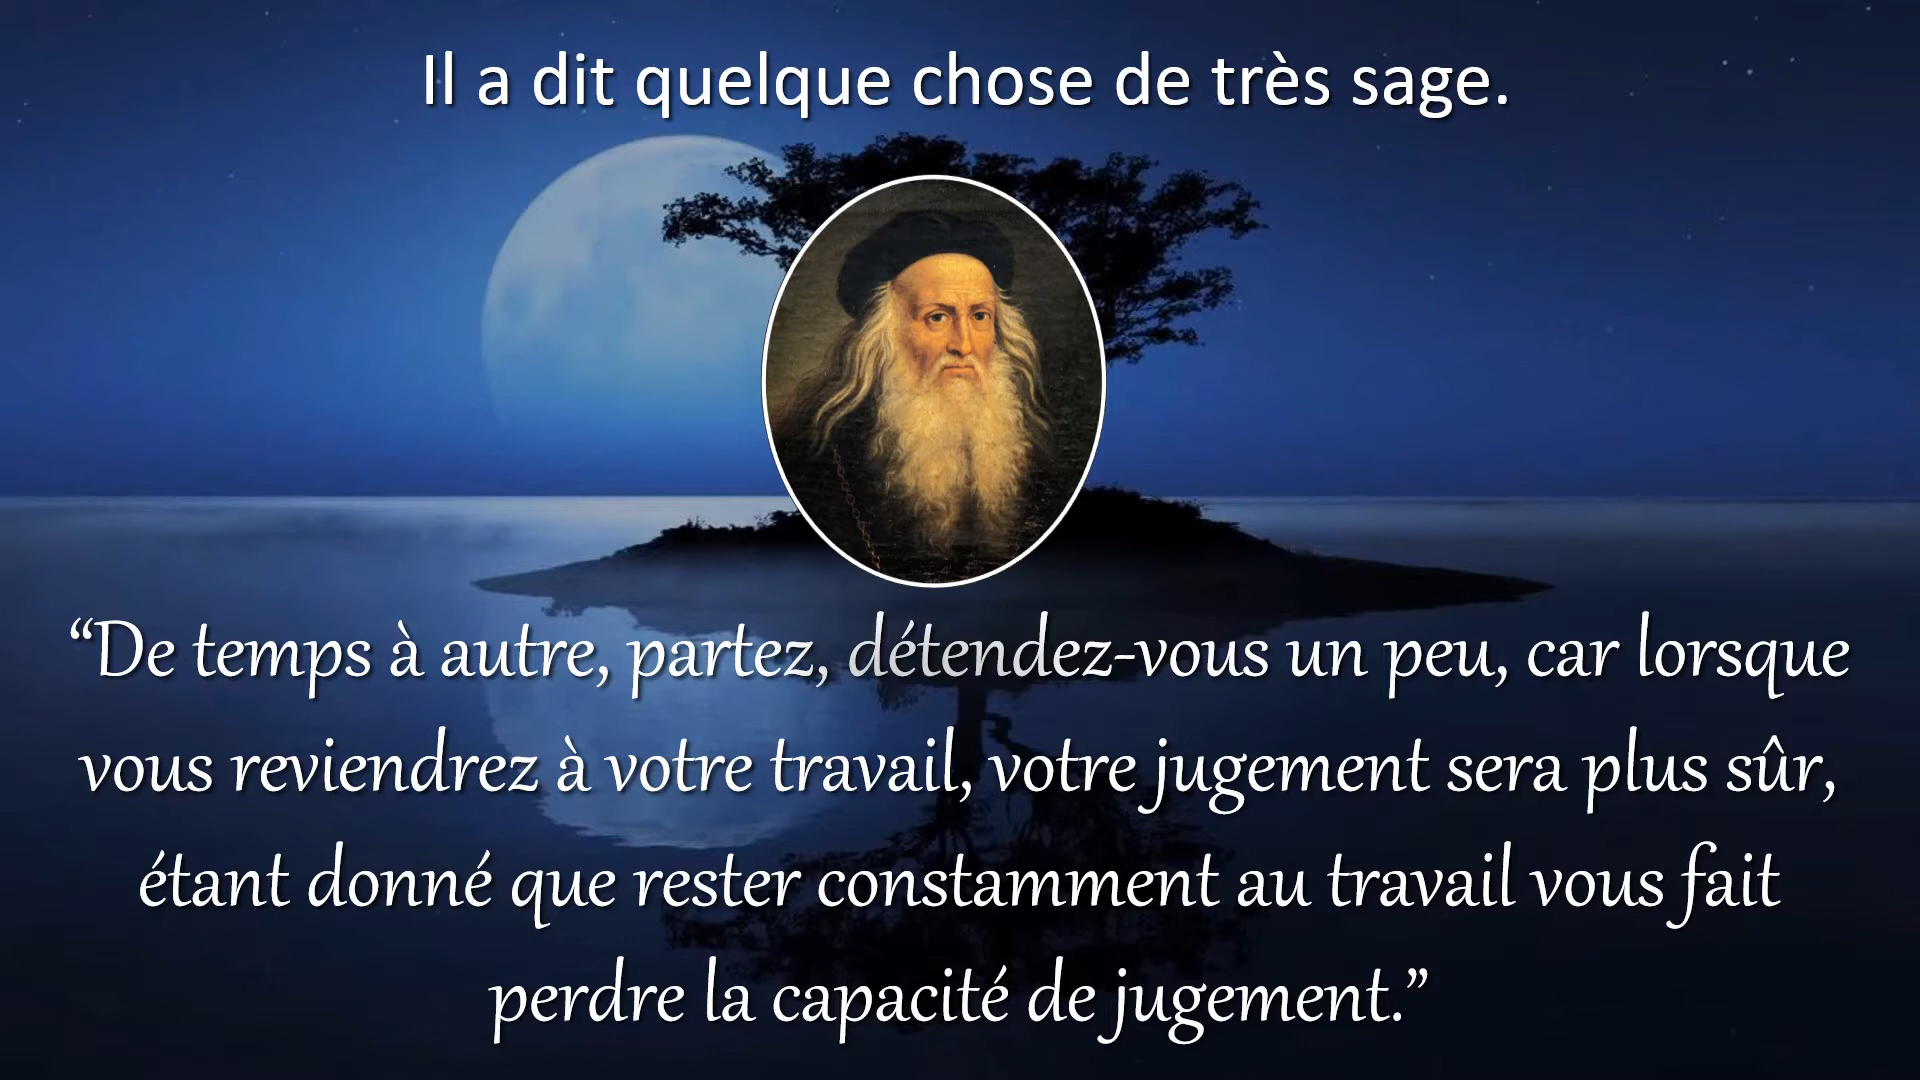 Il a dit quelque chose de très sage.
“De temps à autre, partez, détendez-vous un peu, car lorsque
vous reviendrez à votre travail, votre jugement sera plus sûr,
étant donné que rester constamment au travail vous fait
perdre la capacité de jugement.”